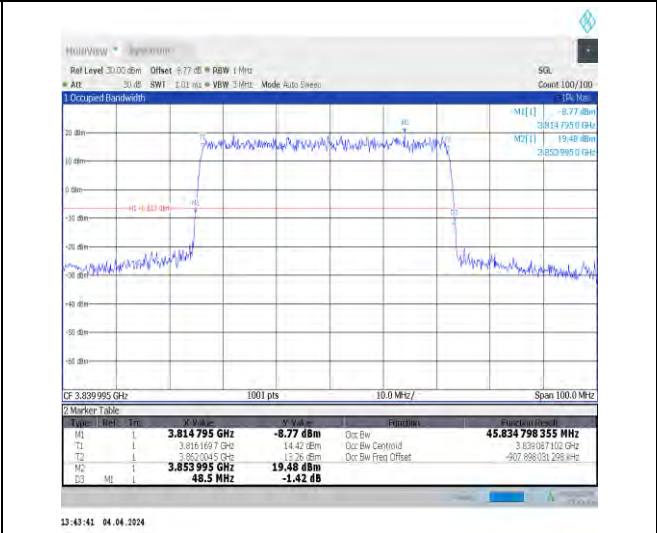 MultiView
Ref Level 30.00 dBm Offset 8.77 dB RBW 1 MHz SGL
Att 30 dB SWT 1.01 ms VBW 3 MHz Mode Auto Sweep Count 100/100
1 Occupied Bandwidth 1Pk Max
M1[1] -8.77 dBm
3.814 795 0 GHz
M2[1] 19.48 dBm
3.853 995 0 GHz
20 dBm
10 dBm
0 dBm
-10 dBm
-20 dBm
-30 dBm
-40 dBm
-50 dBm
-60 dBm
CF 3.839 995 GHz 1001 pts 10.0 MHz/ Span 100.0 MHz
2 Marker Table
Type Ref Trc X-Value Y-Value Function Function Result
M1 1 3.814 795 GHz -8.77 dBm Occ Bw 45.834 798 355 MHz
T1 1 3.816 169 7 GHz 14.42 dBm Occ Bw Centroid 3.839 087 102 GHz
T2 1 3.862 004 5 GHz 13.26 dBm Occ Bw Freq Offset -907.898 031 298 kHz
M2 1 3.853 995 GHz 19.48 dBm
D3 M1 1 48.5 MHz -1.42 dB
13:43:41 04.04.2024